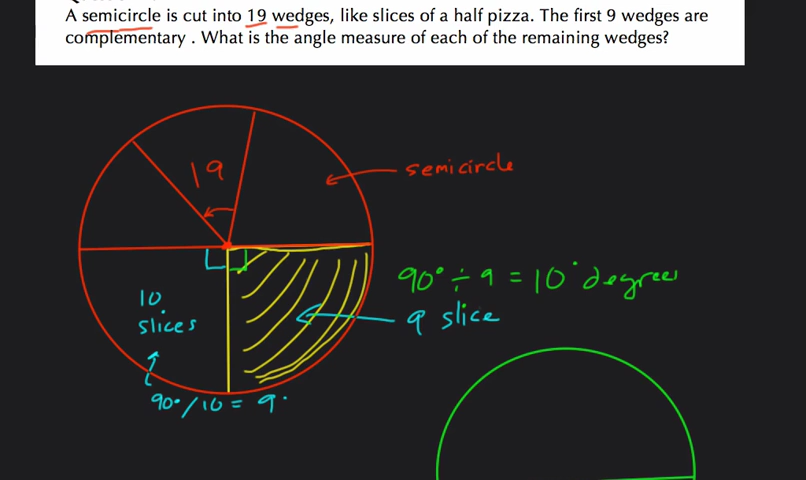 A semicircle is cut into 19 wedges, like slices of a half pizza. The first 9 wedges are
complementary . What is the angle measure of each of the remaining wedges?
19
semicircle
90° ÷ 9 = 10° degrees
9 slice
10
slices
90°/10 = 9°